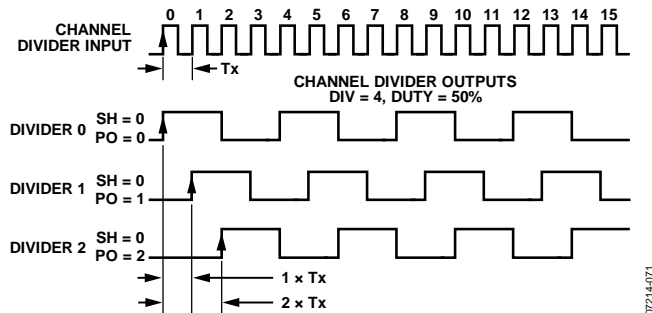 0 1 2 3 4 5 6 7 8 9 10 11 12 13 14 15
CHANNEL
DIVIDER INPUT
Tx
CHANNEL DIVIDER OUTPUTS
DIV = 4, DUTY = 50%
DIVIDER 0 SH = 0
PO = 0
DIVIDER 1 SH = 0
PO = 1
DIVIDER 2 SH = 0
PO = 2
1 × Tx
2 × Tx
07214-071